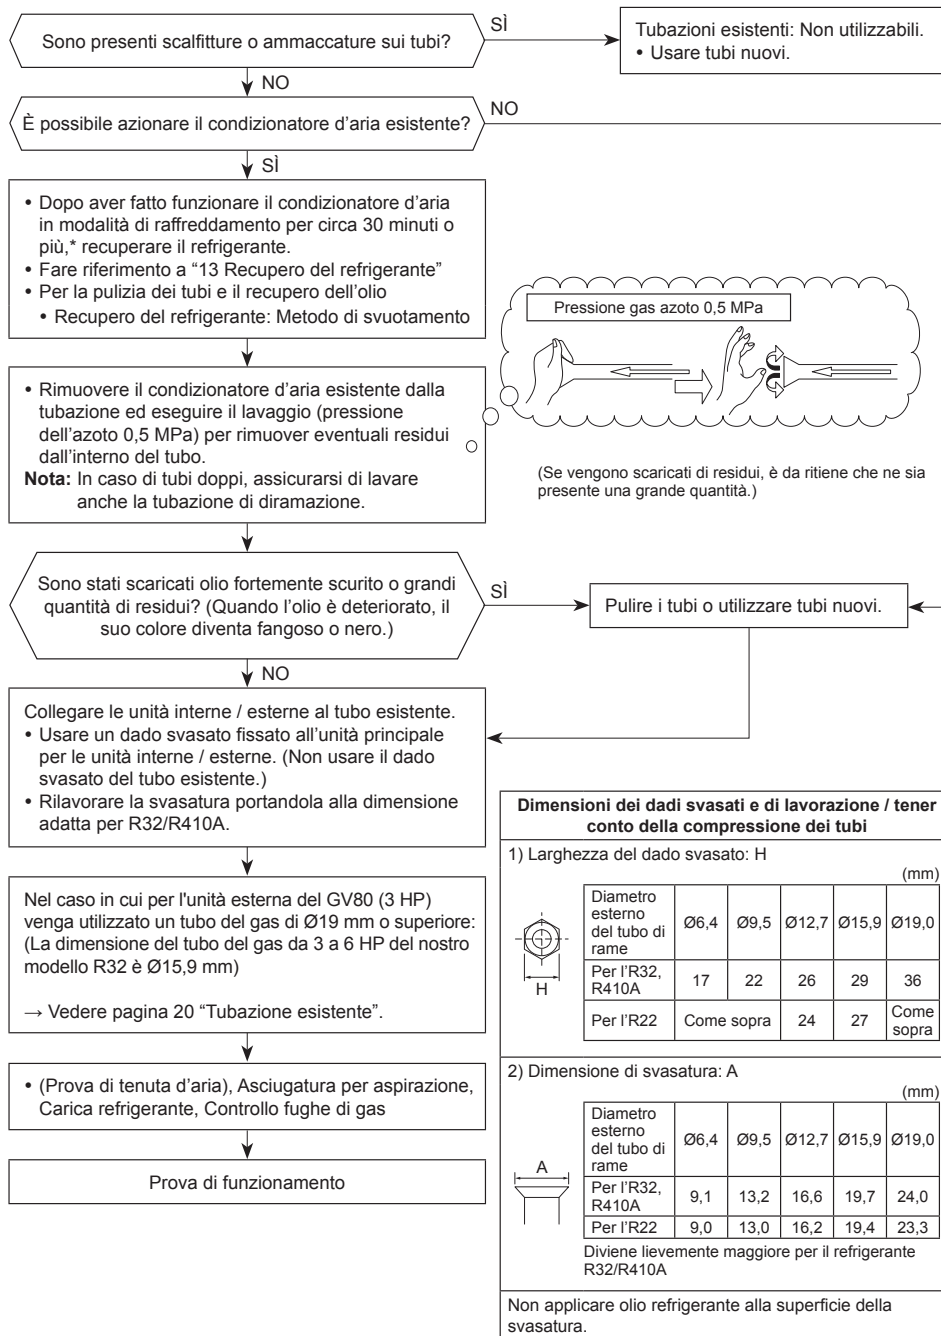 Sono presenti scalfitture o ammaccature sui tubi?
SÌ
Tubazioni esistenti: Non utilizzabili.
• Usare tubi nuovi.
NO
È possibile azionare il condizionatore d'aria esistente?
NO
SÌ
• Dopo aver fatto funzionare il condizionatore d'aria
in modalità di raffreddamento per circa 30 minuti o
più,* recuperare il refrigerante.
• Fare riferimento a “13 Recupero del refrigerante”
• Per la pulizia dei tubi e il recupero dell'olio
• Recupero del refrigerante: Metodo di svuotamento
Pressione gas azoto 0,5 MPa
• Rimuovere il condizionatore d'aria esistente dalla
tubazione ed eseguire il lavaggio (pressione
dell'azoto 0,5 MPa) per rimuover eventuali residui
dall'interno del tubo.
Nota: In caso di tubi doppi, assicurarsi di lavare
anche la tubazione di diramazione.
(Se vengono scaricati di residui, è da ritiene che ne sia
presente una grande quantità.)
Sono stati scaricati olio fortemente scurito o grandi
quantità di residui? (Quando l'olio è deteriorato, il
suo colore diventa fangoso o nero.)
SÌ
Pulire i tubi o utilizzare tubi nuovi.
NO
Collegare le unità interne / esterne al tubo esistente.
• Usare un dado svasato fissato all'unità principale
per le unità interne / esterne. (Non usare il dado
svasato del tubo esistente.)
• Rilavorare la svasatura portandola alla dimensione
adatta per R32/R410A.
Nel caso in cui per l'unità esterna del GV80 (3 HP)
venga utilizzato un tubo del gas di Ø19 mm o superiore:
(La dimensione del tubo del gas da 3 a 6 HP del nostro
modello R32 è Ø15,9 mm)
→ Vedere pagina 20 “Tubazione esistente”.
• (Prova di tenuta d'aria), Asciugatura per aspirazione,
Carica refrigerante, Controllo fughe di gas
Prova di funzionamento
Dimensioni dei dadi svasati e di lavorazione / tener
conto della compressione dei tubi
1) Larghezza del dado svasato: H
(mm)
H
Diametro
esterno
del tubo di
rame
Ø6,4 Ø9,5 Ø12,7 Ø15,9 Ø19,0
Per l'R32,
R410A
17 22 26 29 36
Per l'R22 Come sopra 24 27 Come
sopra
2) Dimensione di svasatura: A
(mm)
A
Diametro
esterno
del tubo di
rame
Ø6,4 Ø9,5 Ø12,7 Ø15,9 Ø19,0
Per l'R32,
R410A
9,1 13,2 16,6 19,7 24,0
Per l'R22 9,0 13,0 16,2 19,4 23,3
Diviene lievemente maggiore per il refrigerante
R32/R410A
Non applicare olio refrigerante alla superficie della
svasatura.